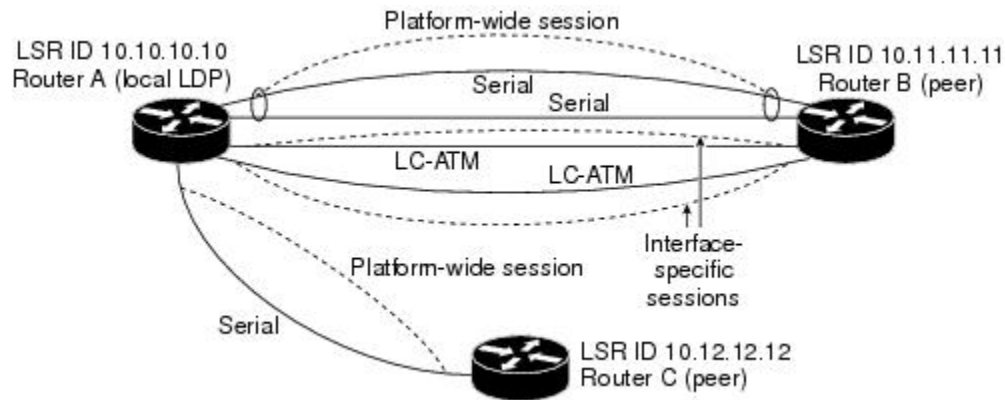 Platform-wide session
LSR ID 10.10.10.10
Router A (local LDP)
LSR ID 10.11.11.11
Router B (peer)
Serial
Serial
LC-ATM
LC-ATM
Interface-
specific
sessions
Platform-wide session
Serial
LSR ID 10.12.12.12
Router C (peer)